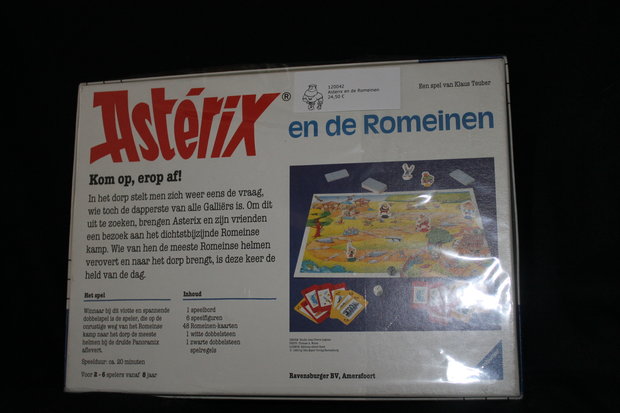 120042
Asterix en de Romeinen
24,50 €
Een spel van Klaus Teuber
Astérix®
en de Romeinen
Kom op, erop af!
In het dorp stelt men zich weer eens de vraag,
wie toch de dapperste van alle Galliërs is. Om dit
uit te zoeken, brengen Asterix en zijn vrienden
een bezoek aan het dichtstbijzijnde Romeinse
kamp. Wie van hen de meeste Romeinse helmen
verovert en naar het dorp brengt, is deze keer de
held van de dag.
Het spel
Winnaar bij dit vlotte en spannende
dobbelspel is de speler, die op de
onrustige weg van het Romeinse
kamp naar het dorp de meeste
helmen bij de druïde Panoramix
aflevert.
Speelduur: ca. 20 minuten
Voor 2 - 6 spelers vanaf 8 jaar
Inhoud
1 speelbord
6 speelfiguren
48 Romeinen-kaarten
1 witte dobbelsteen
1 zwarte dobbelsteen
spelregels
Ravensburger BV, Amersfoort